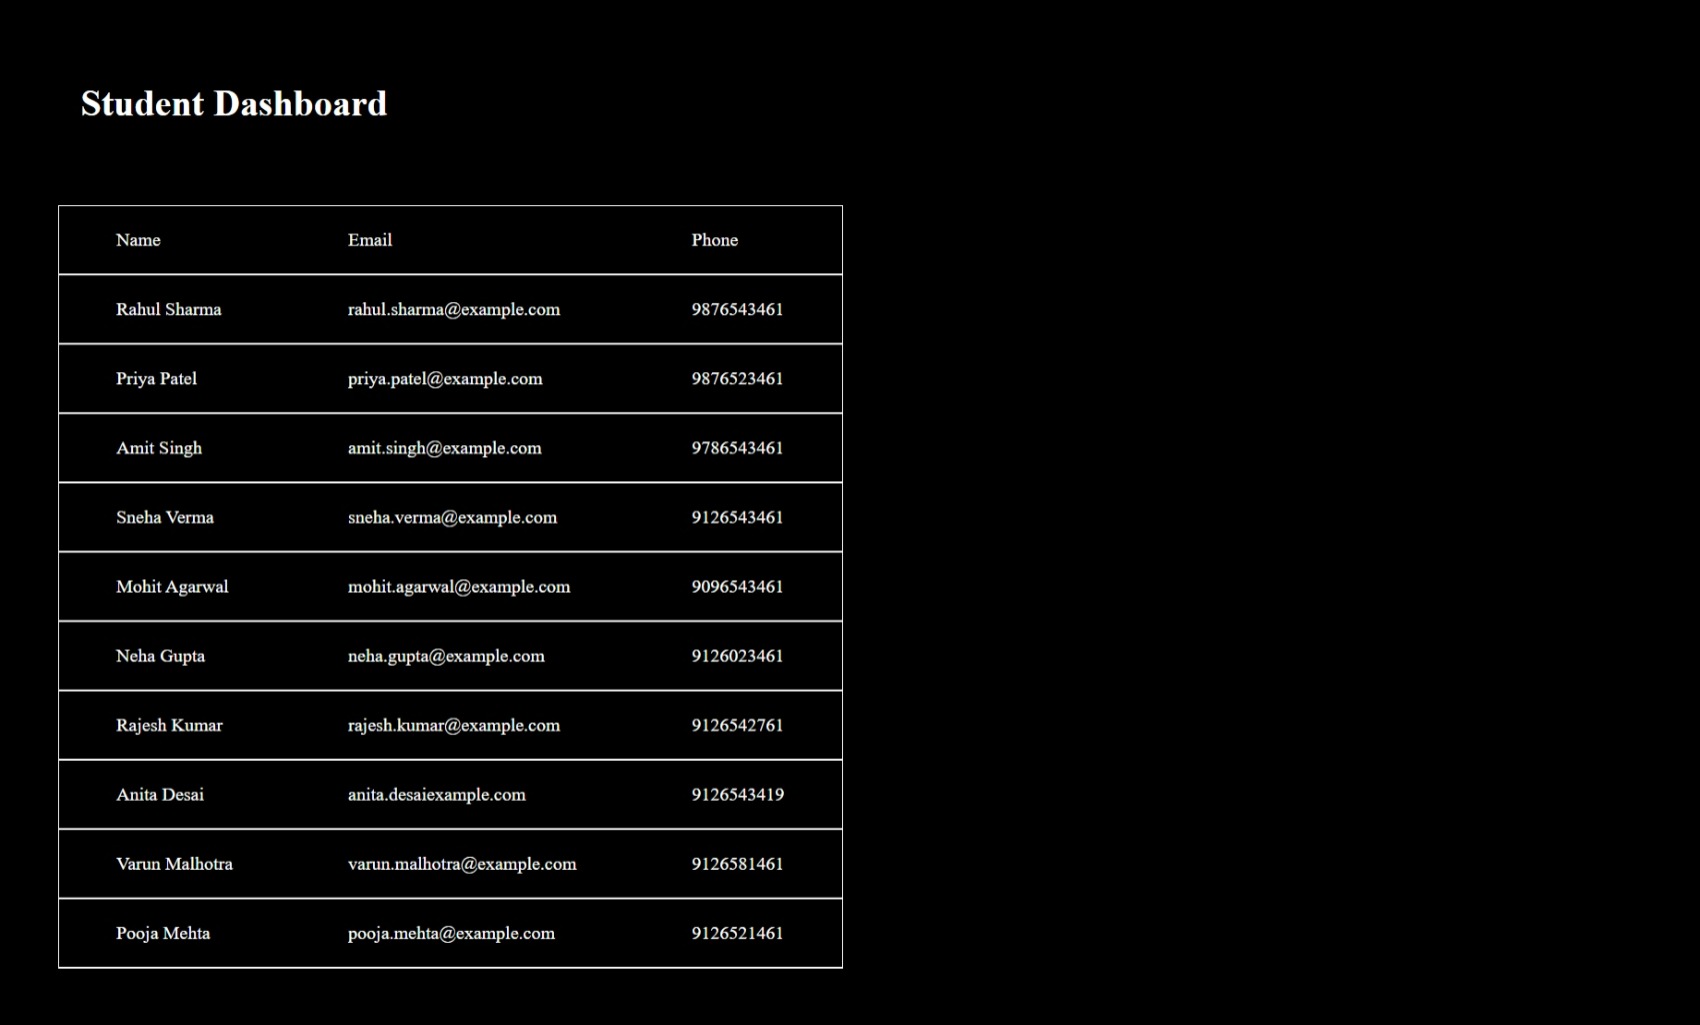 Student Dashboard
Name Email Phone
Rahul Sharma rahul.sharma@example.com 9876543461
Priya Patel priya.patel@example.com 9876523461
Amit Singh amit.singh@example.com 9786543461
Sneha Verma sneha.verma@example.com 9126543461
Mohit Agarwal mohit.agarwal@example.com 9096543461
Neha Gupta neha.gupta@example.com 9126023461
Rajesh Kumar rajesh.kumar@example.com 9126542761
Anita Desai anita.desaiexample.com 9126543419
Varun Malhotra varun.malhotra@example.com 9126581461
Pooja Mehta pooja.mehta@example.com 9126521461